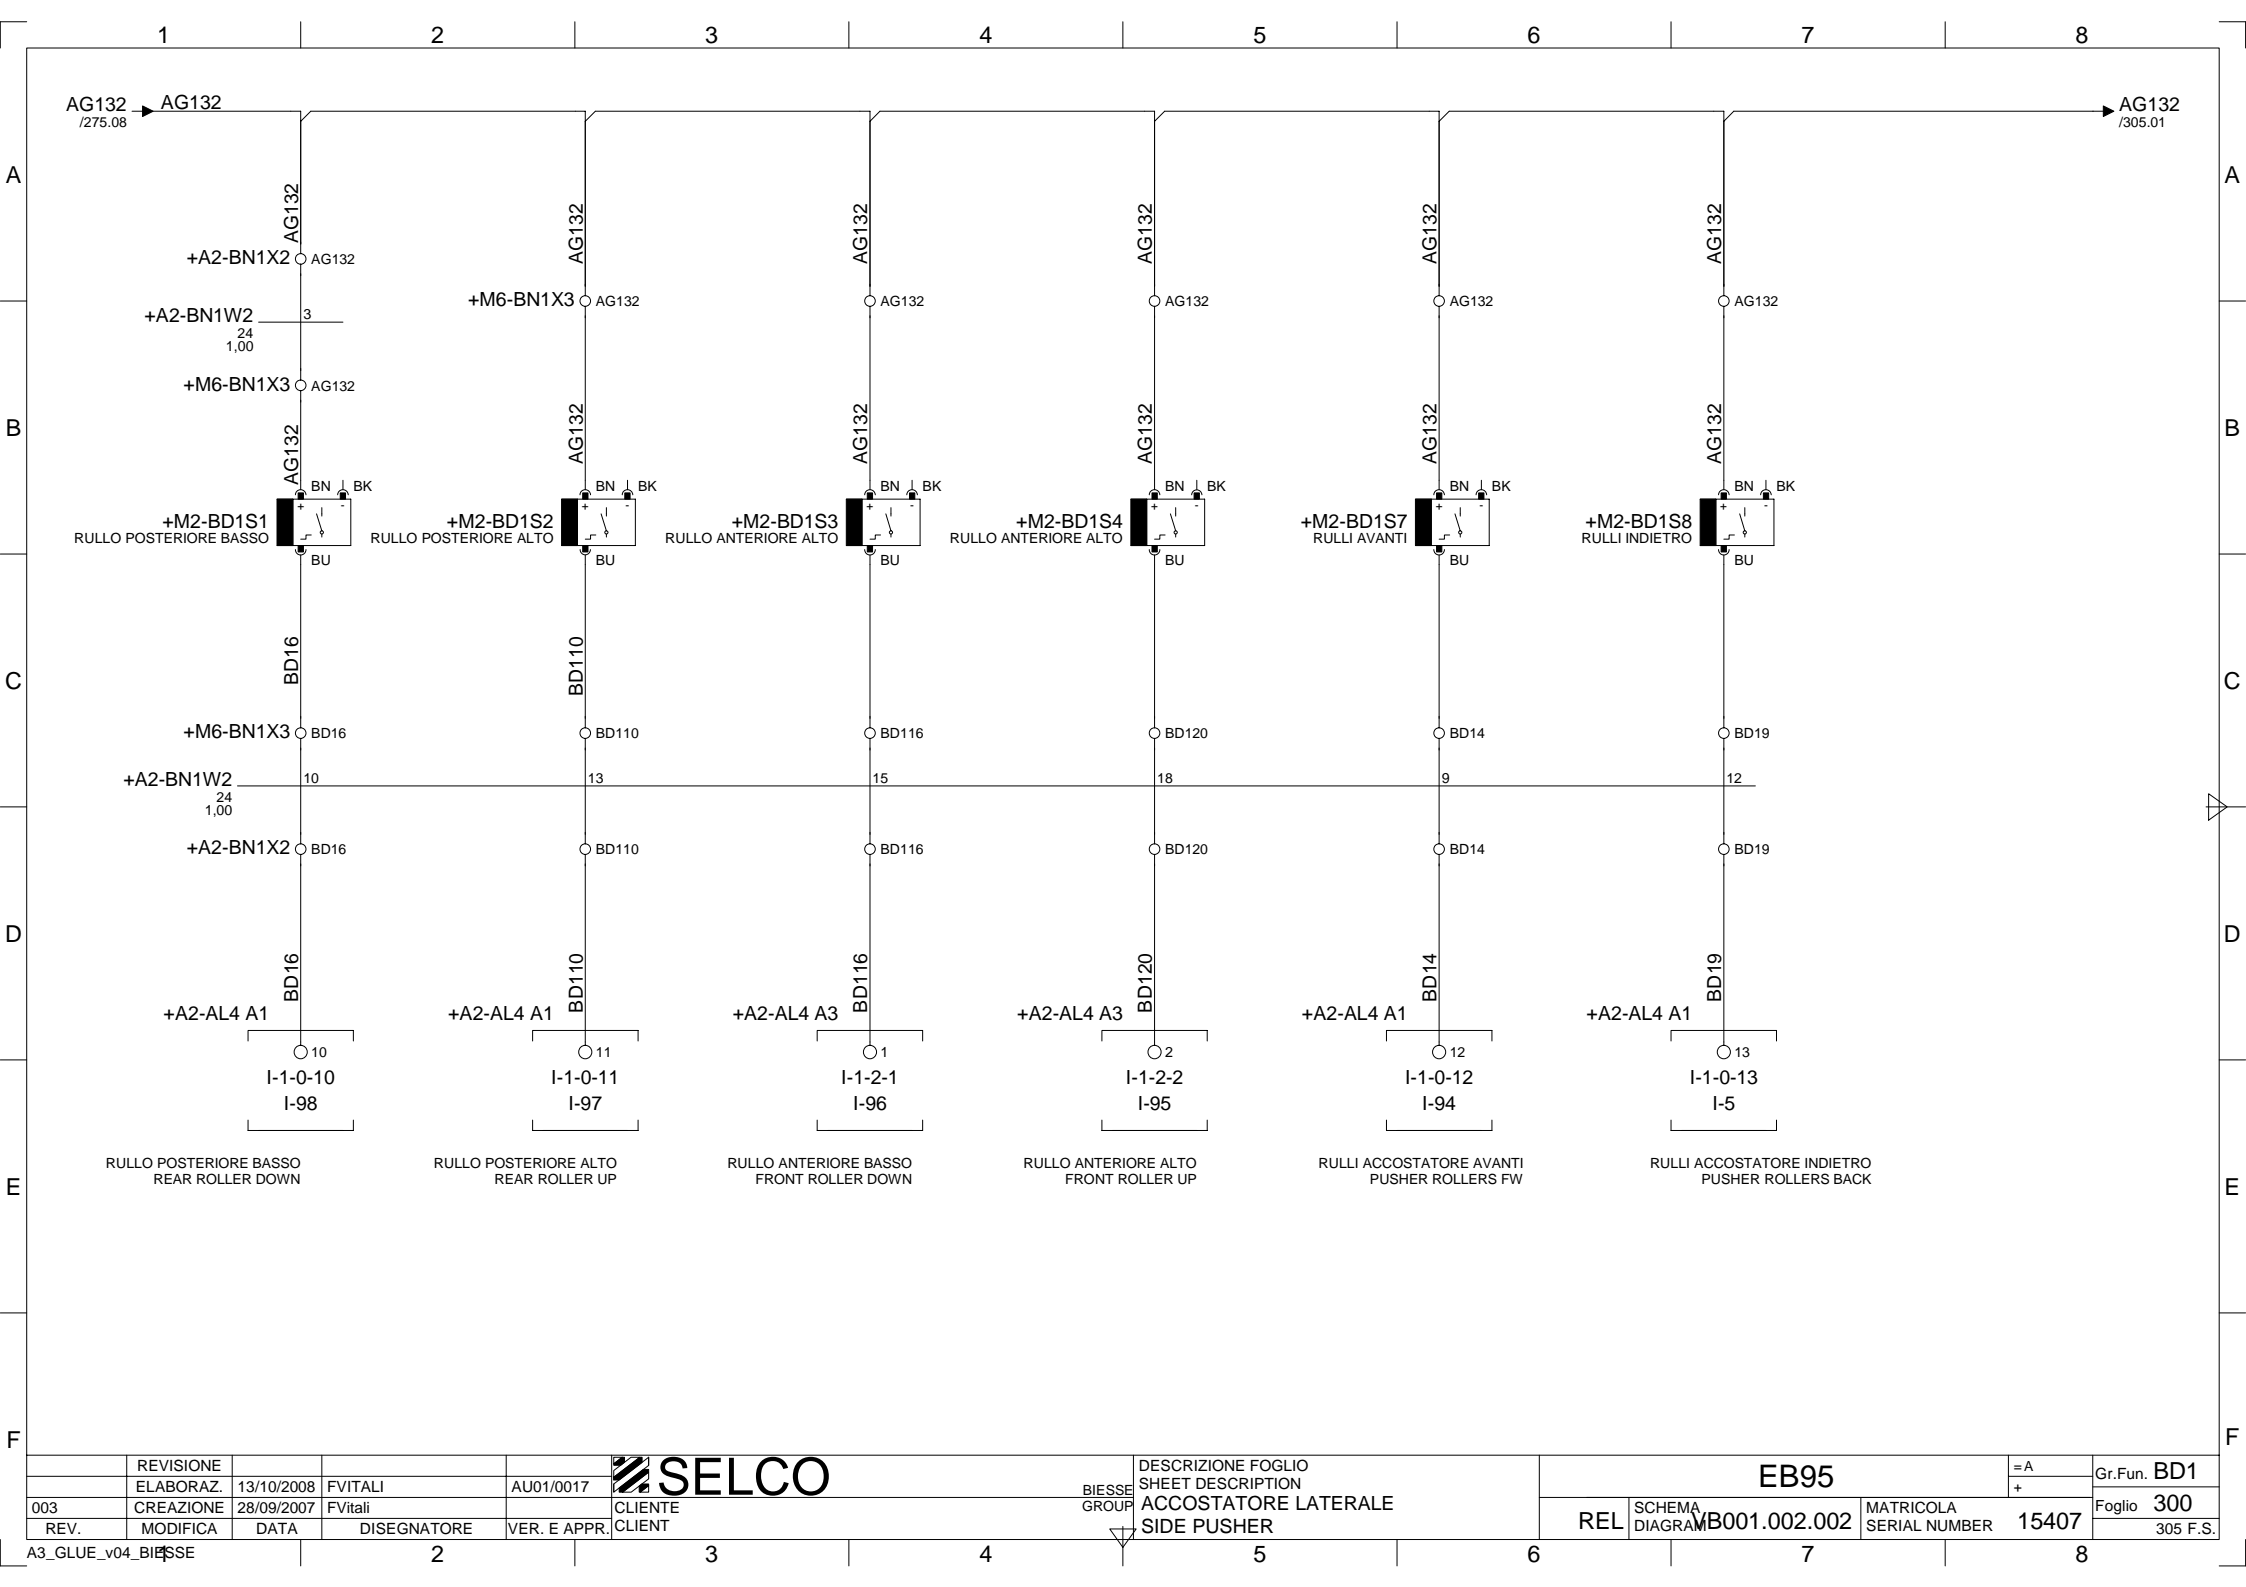 1 2 3 4 5 6 7 8
AG132 AG132 AG132
/275.08 /305.01
A A
AG132 AG132 AG132 AG132 AG132 AG132
+A2-BN1X2 AG132
+M6-BN1X3 AG132 AG132 AG132 AG132 AG132
+A2-BN1W2 3
24
1,00
+M6-BN1X3 AG132
B B
AG132 AG132 AG132 AG132 AG132 AG132
BN BK BN BK BN BK BN BK BN BK BN BK
+ - + - + - + - + - + -
+M2-BD1S1 +M2-BD1S2 +M2-BD1S3 +M2-BD1S4 +M2-BD1S7 +M2-BD1S8
RULLO POSTERIORE BASSO RULLO POSTERIORE ALTO RULLO ANTERIORE ALTO RULLO ANTERIORE ALTO RULLI AVANTI RULLI INDIETRO
BU BU BU BU BU BU
BD16 BD110
C C
+M6-BN1X3 BD16 BD110 BD116 BD120 BD14 BD19
+A2-BN1W2 10 13 15 18 9 12
24
1,00
+A2-BN1X2 BD16 BD110 BD116 BD120 BD14 BD19
D D
BD16 BD110 BD116 BD120 BD14 BD19
+A2-AL4 A1 +A2-AL4 A1 +A2-AL4 A3 +A2-AL4 A3 +A2-AL4 A1 +A2-AL4 A1
10 11 1 2 12 13
I-1-0-10 I-1-0-11 I-1-2-1 I-1-2-2 I-1-0-12 I-1-0-13
I-98 I-97 I-96 I-95 I-94 I-5
RULLO POSTERIORE BASSO RULLO POSTERIORE ALTO RULLO ANTERIORE BASSO RULLO ANTERIORE ALTO RULLI ACCOSTATORE AVANTI RULLI ACCOSTATORE INDIETRO
REAR ROLLER DOWN REAR ROLLER UP FRONT ROLLER DOWN FRONT ROLLER UP PUSHER ROLLERS FW PUSHER ROLLERS BACK
E E
F F
REVISIONE
ELABORAZ. 13/10/2008 FVITALI AU01/0017
003 CREAZIONE 28/09/2007 FVitali
REV. MODIFICA DATA DISEGNATORE VER. E APPR.
SELCO
CLIENTE
CLIENT
BIESSE
GROUP
DESCRIZIONE FOGLIO
SHEET DESCRIPTION
ACCOSTATORE LATERALE
SIDE PUSHER
EB95
REL SCHEMA
DIAGRAM VB001.002.002
MATRICOLA
SERIAL NUMBER 15407
=A
+
Gr.Fun. BD1
Foglio 300
305 F.S.
A3_GLUE_v04_BIESSE
1 2 3 4 5 6 7 8